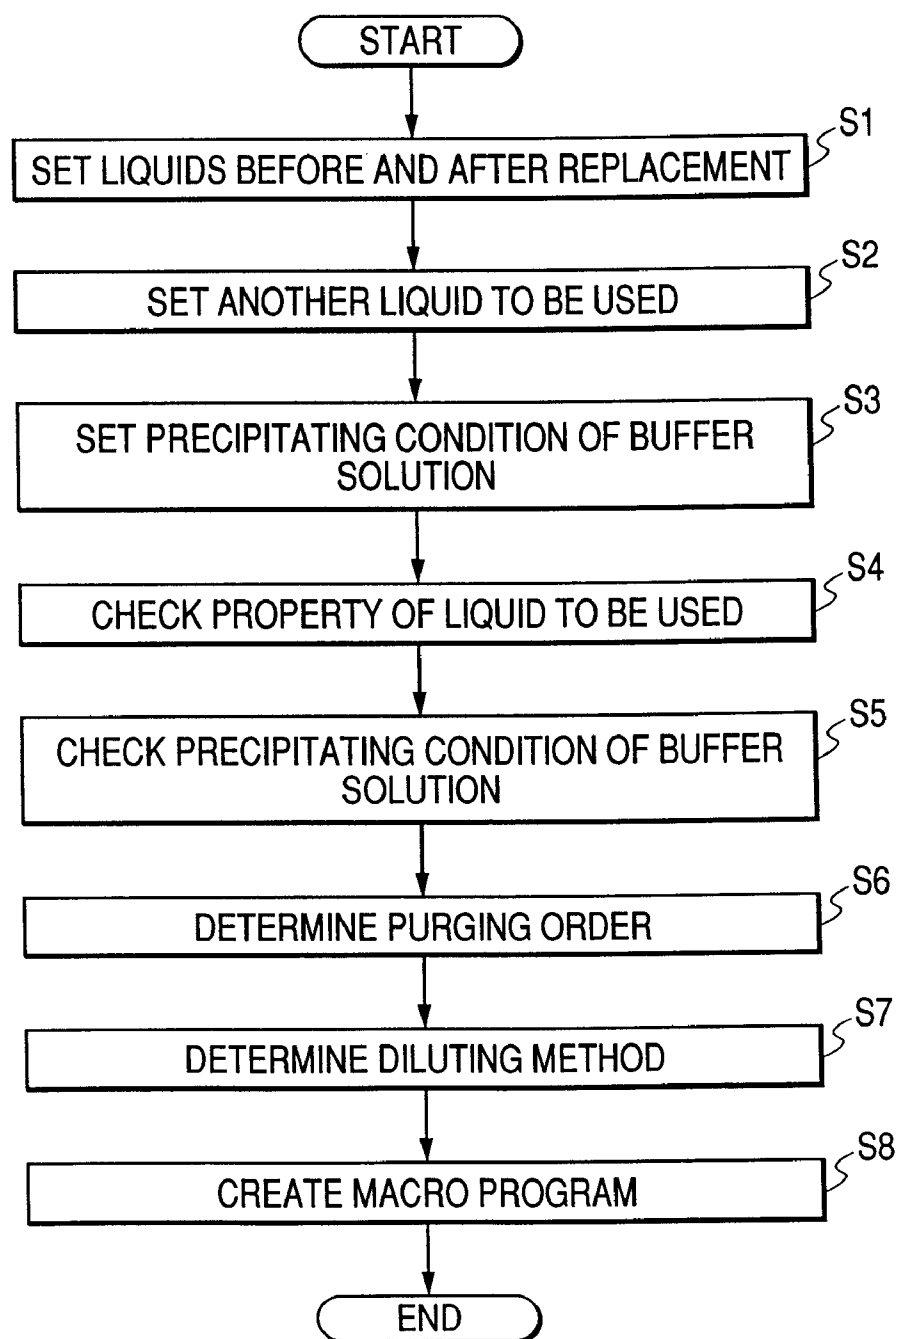 START
S1
SET LIQUIDS BEFORE AND AFTER REPLACEMENT
S2
SET ANOTHER LIQUID TO BE USED
S3
SET PRECIPITATING CONDITION OF BUFFER
SOLUTION
S4
CHECK PROPERTY OF LIQUID TO BE USED
S5
CHECK PRECIPITATING CONDITION OF BUFFER
SOLUTION
S6
DETERMINE PURGING ORDER
S7
DETERMINE DILUTING METHOD
S8
CREATE MACRO PROGRAM
END